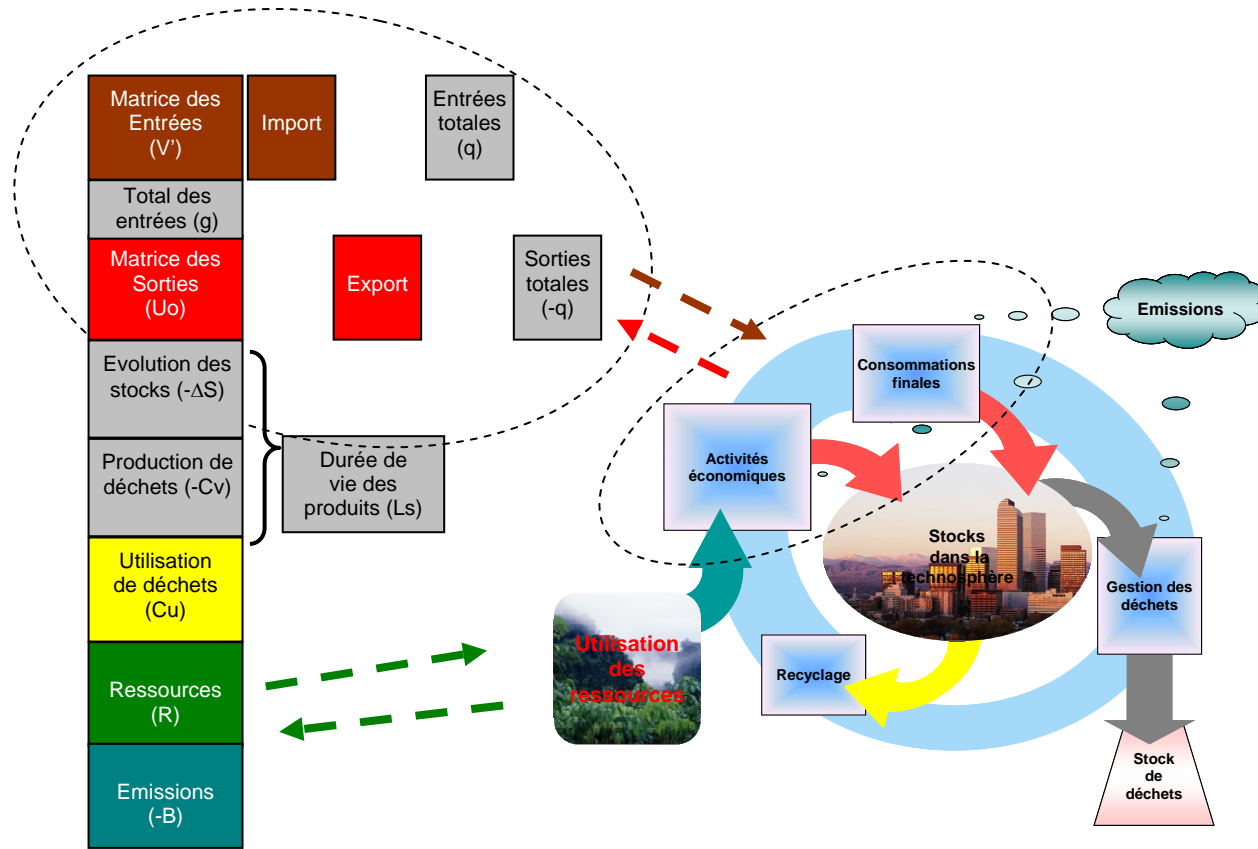 Matrice des
Entrées
(V’)
Import
Entrées
totales
(q)
Total des
entrées (g)
Matrice des
Sorties
(Uo)
Export
Sorties
totales
(-q)
Evolution des
stocks (-ΔS)
Production de
déchets (-Cv)
Durée de
vie des
produits (Ls)
Utilisation
de déchets
(Cu)
Ressources
(R)
Emissions
(-B)
Emissions
Consommations
finales
Activités
économiques
Stocks
dans la
technosphère
Gestion des
déchets
Utilisation
des
ressources
Recyclage
Stock
de
déchets